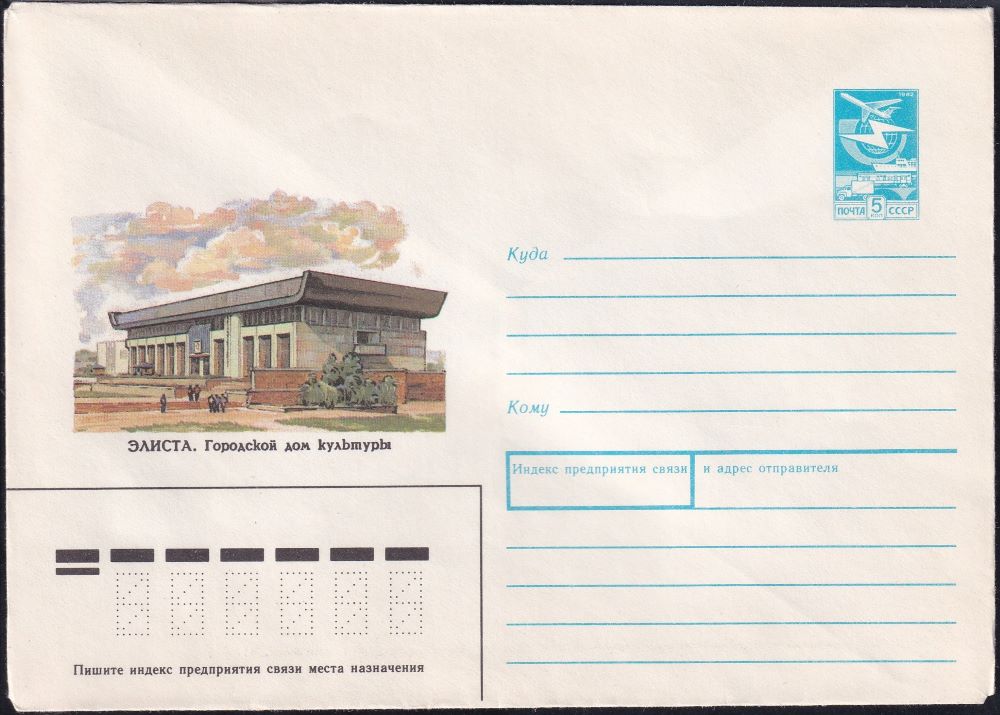 1982
ПОЧТА 5 КОП СССР
Куда
Кому
ЭЛИСТА. Городской дом культуры
Индекс предприятия связи и адрес отправителя
Пишите индекс предприятия связи места назначения